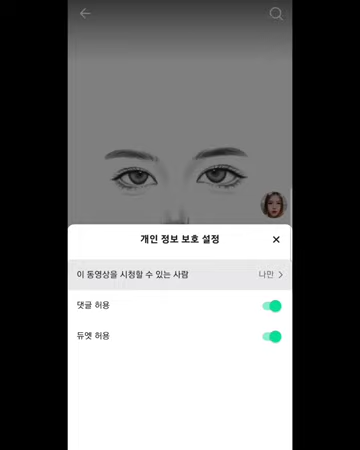 개인 정보 보호 설정
이 동영상을 시청할 수 있는 사람 나만
댓글 허용
듀엣 허용